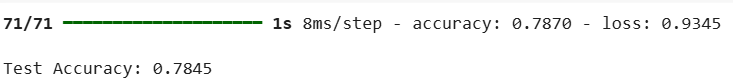 71/71 ━━━━━━━━━━━━━━━━━━━━ 1s 8ms/step - accuracy: 0.7870 - loss: 0.9345
Test Accuracy: 0.7845